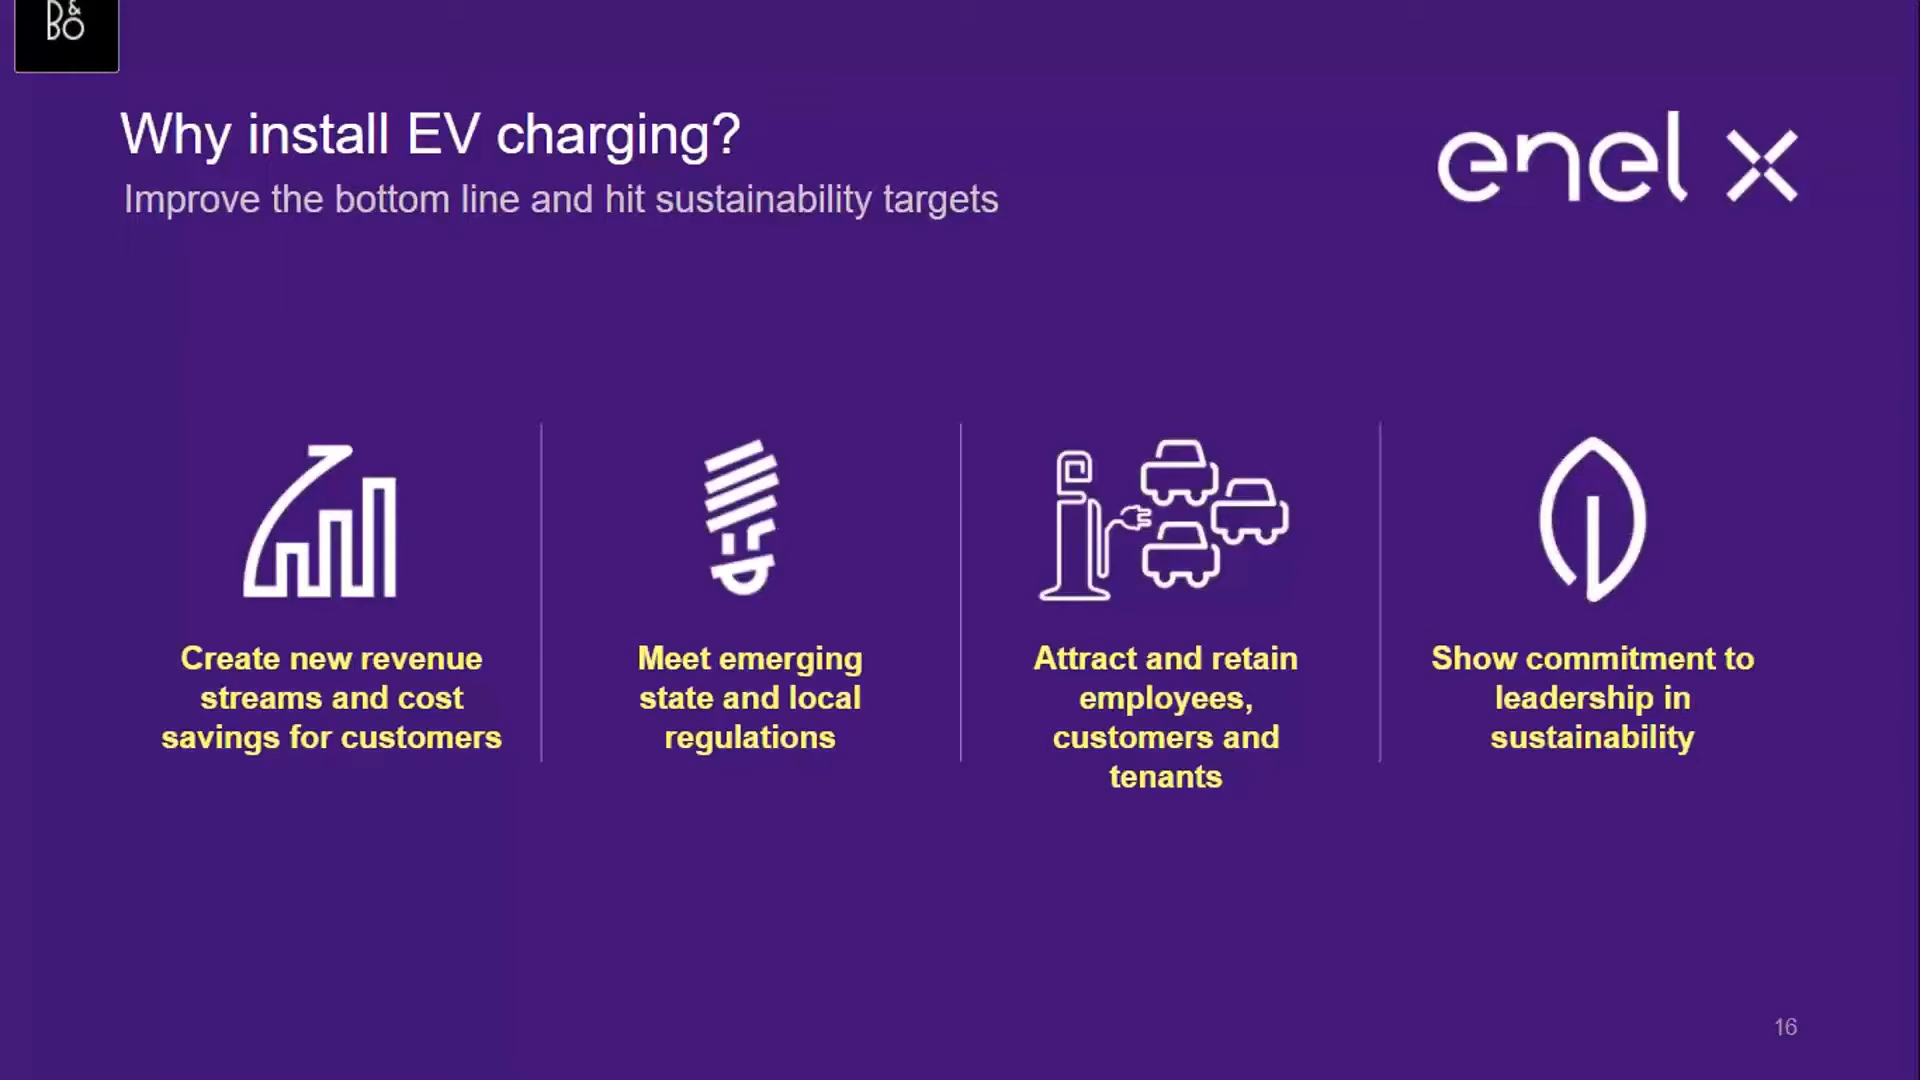 B&
BO
Why install EV charging?
enel x
Improve the bottom line and hit sustainability targets
Create new revenue
streams and cost
savings for customers
Meet emerging
state and local
regulations
Attract and retain
employees,
customers and
tenants
Show commitment to
leadership in
sustainability
16